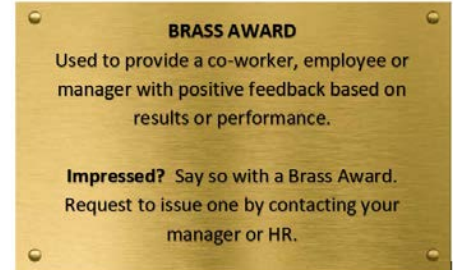 BRASS AWARD
Used to provide a co-worker, employee or
manager with positive feedback based on
results or performance.
Impressed? Say so with a Brass Award.
Request to issue one by contacting your
manager or HR.